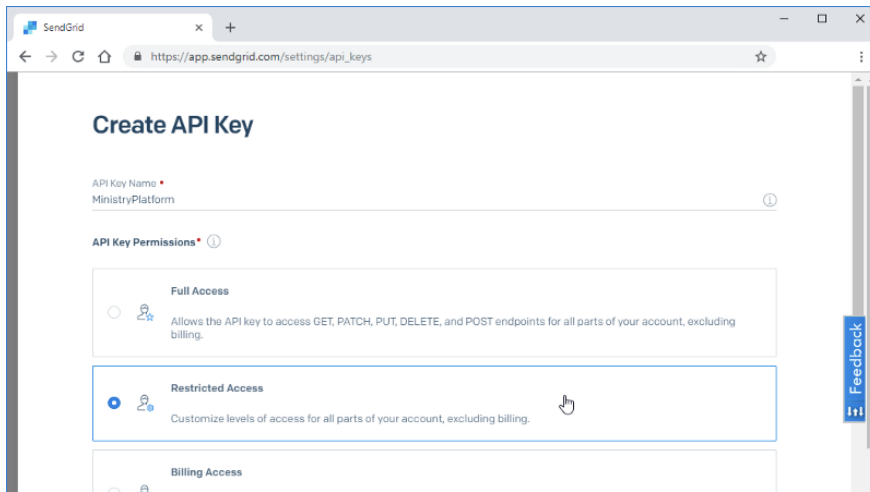 SendGrid
https://app.sendgrid.com/settings/api_keys
Create API Key
API Key Name •
MinistryPlatform
API Key Permissions•
Full Access
Allows the API key to access GET, PATCH, PUT, DELETE, and POST endpoints for all parts of your account, excluding
billing.
Feedback
Restricted Access
Customize levels of access for all parts of your account, excluding billing.
Billing Access